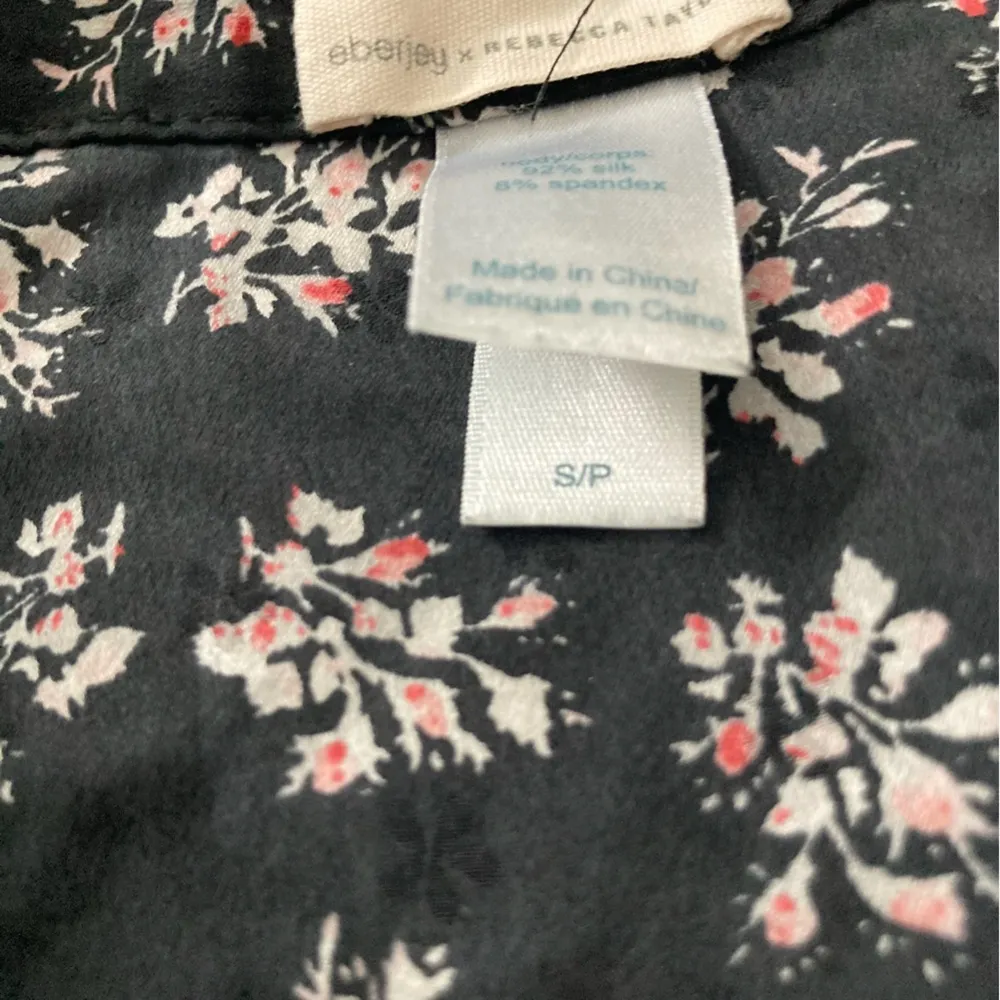 eberjey x REBECCA TAY
body/corps:
92% silk
8% spandex
Made in China/
Fabriqué en Chine
S/P